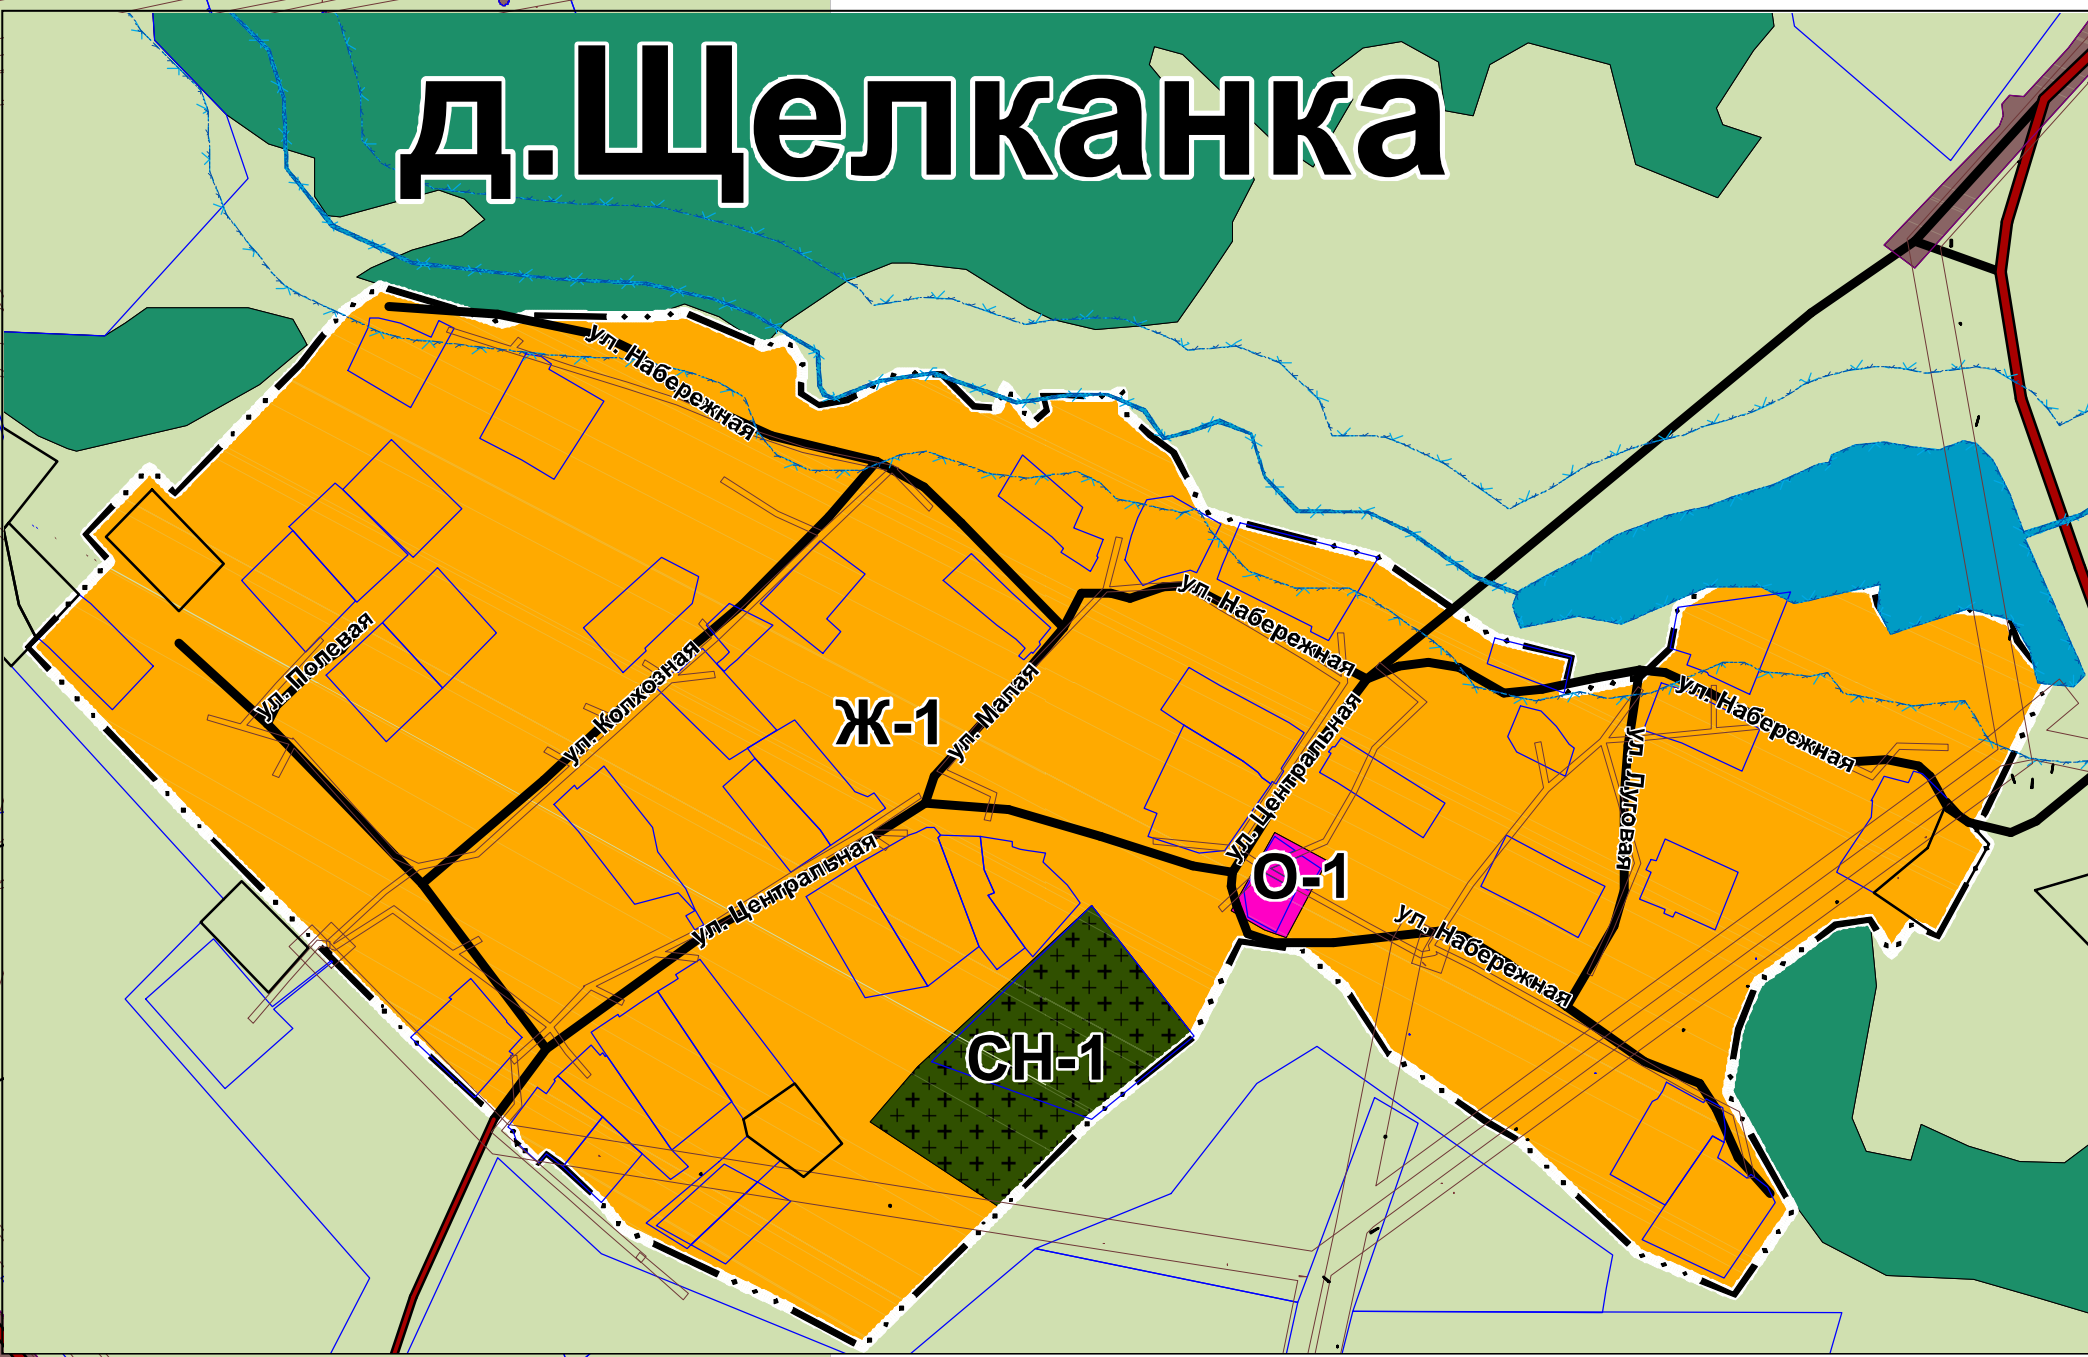 д.Щелканка
ул. Набережная
ул. Набережная
ул. Полевая
ул. Колхозная
ул. Малая
Ж-1
ул. Центральная
ул. Набережная
ул. Луговая
ул. Центральная
О-1
ул. Набережная
СН-1